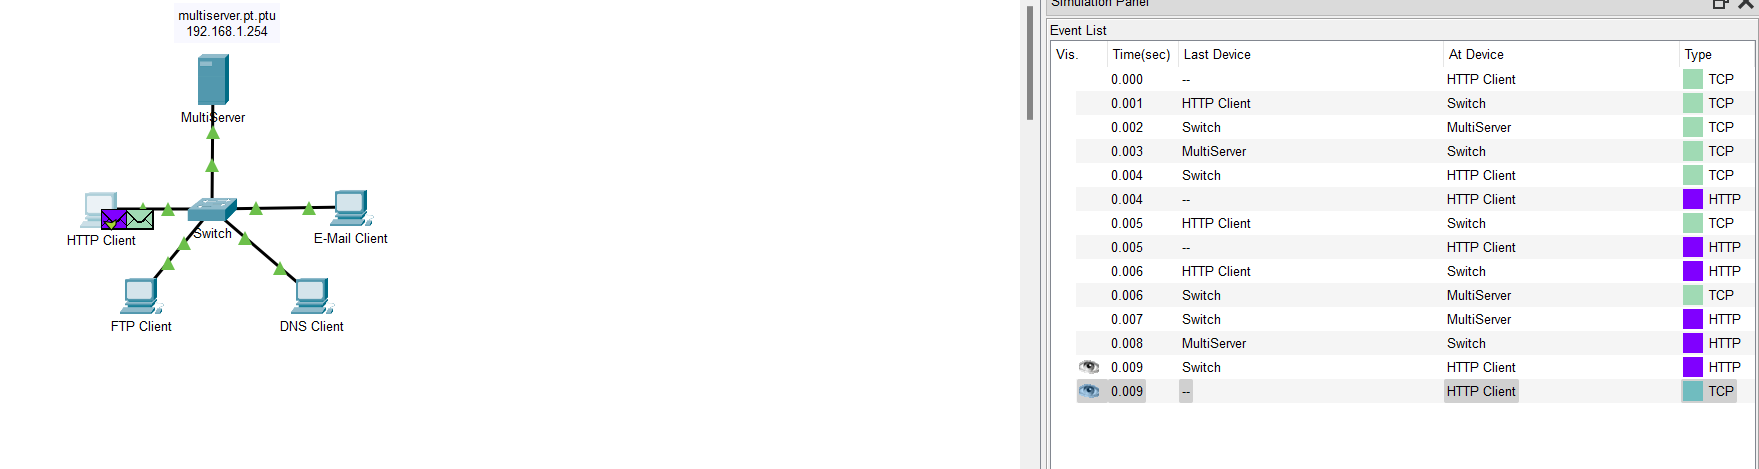 multiserver.pt.ptu
192.168.1.254
MultiServer
HTTP Client
Switch
E-Mail Client
FTP Client
DNS Client
Simulation Panel
Event List
Vis. Time(sec) Last Device At Device Type
0.000 -- HTTP Client TCP
0.001 HTTP Client Switch TCP
0.002 Switch MultiServer TCP
0.003 MultiServer Switch TCP
0.004 Switch HTTP Client TCP
0.004 -- HTTP Client HTTP
0.005 HTTP Client Switch TCP
0.005 -- HTTP Client HTTP
0.006 HTTP Client Switch HTTP
0.006 Switch MultiServer TCP
0.007 Switch MultiServer HTTP
0.008 MultiServer Switch HTTP
0.009 Switch HTTP Client HTTP
0.009 -- HTTP Client TCP